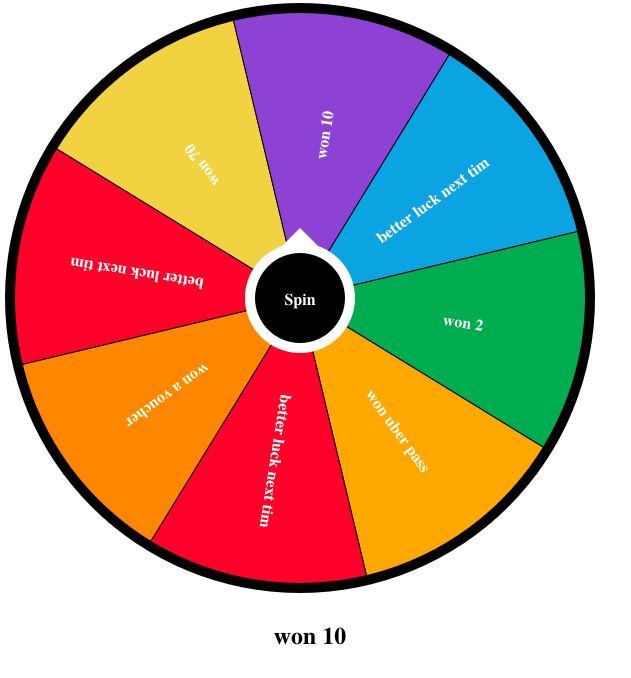 won 10
better luck next tim
won 2
won uber pass
better luck next tim
won a voucher
better luck next tim
won 70
Spin
won 10